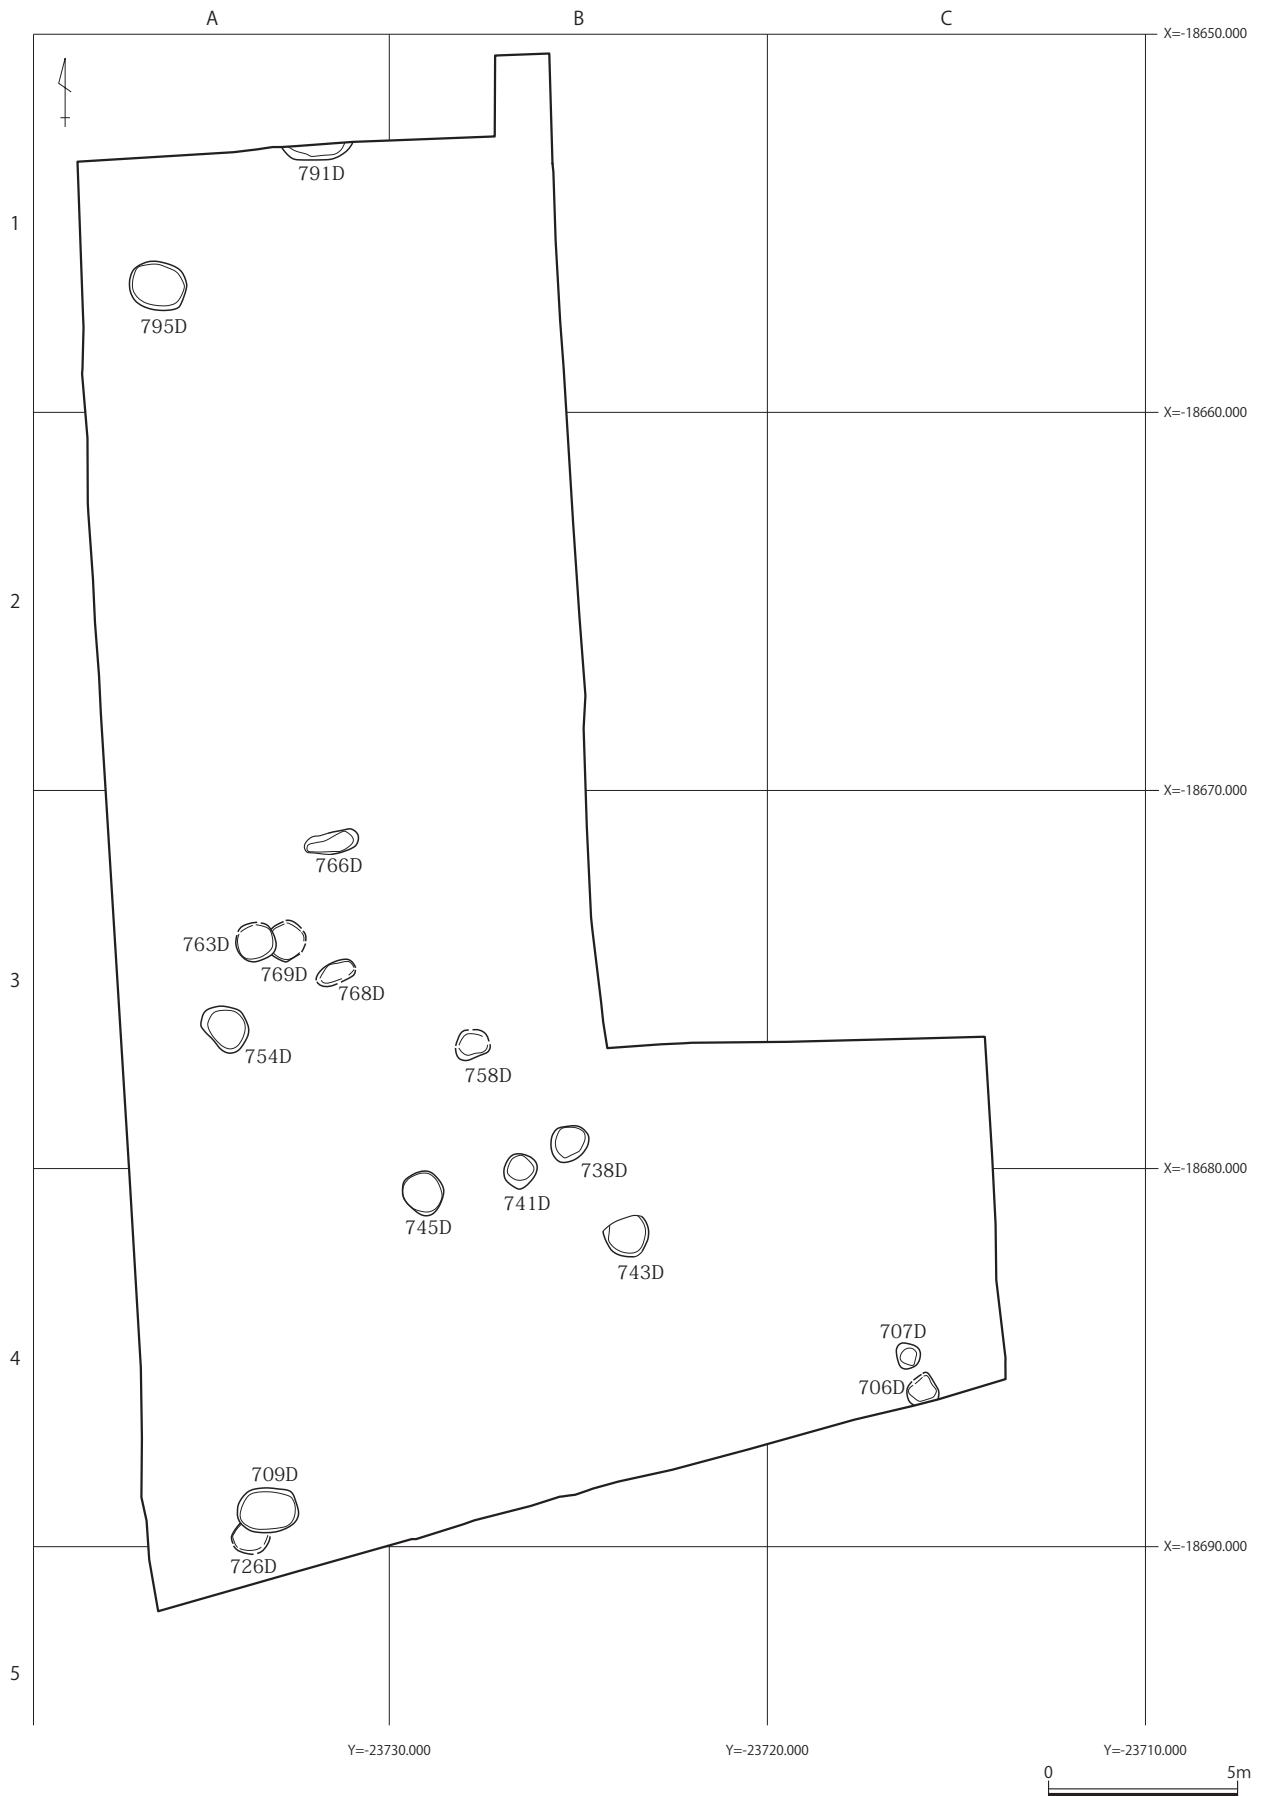 A B C
X=-18650.000
791D
1
795D
X=-18660.000
2
X=-18670.000
766D
763D
769D
3
768D
754D
758D
738D
X=-18680.000
741D
745D
743D
707D
4
706D
709D
X=-18690.000
726D
5
Y=-23730.000 Y=-23720.000 Y=-23710.000
0 5m